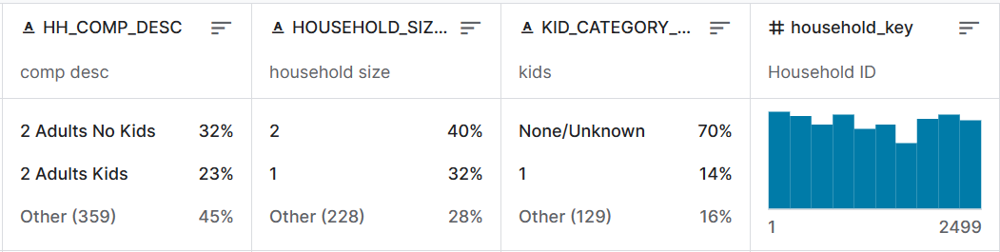 A HH_COMP_DESC
A HOUSEHOLD_SIZ...
A KID_CATEGORY_...
# household_key
comp desc
household size
kids
Household ID
2 Adults No Kids 32%
2 Adults Kids 23%
Other (359) 45%
2 40%
1 32%
Other (228) 28%
None/Unknown 70%
1 14%
Other (129) 16%
1 2499